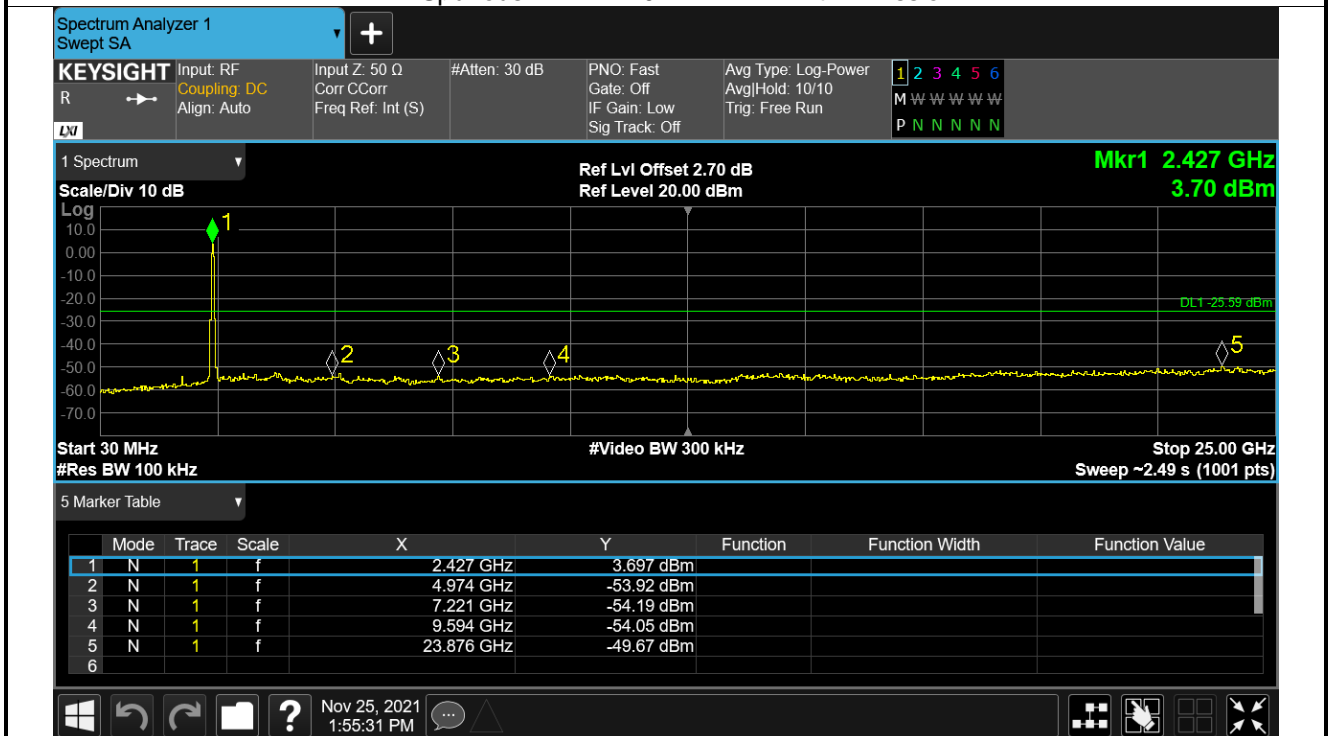 Spectrum Analyzer 1
Swept SA
+
KEYSIGHT Input: RF Input Z: 50 Ω #Atten: 30 dB PNO: Fast Avg Type: Log-Power 1 2 3 4 5 6
R Coupling: DC Corr CCorr Gate: Off Avg|Hold: 10/10 M W W W W W
Align: Auto Freq Ref: Int (S) IF Gain: Low Trig: Free Run
LXI Sig Track: Off P N N N N N
1 Spectrum Ref Lvl Offset 2.70 dB Mkr1 2.427 GHz
Scale/Div 10 dB Ref Level 20.00 dBm 3.70 dBm
Log
1
10.0
0.00
-10.0
-20.0
DL1 -25.59 dBm
-30.0
-40.0
2 3 4 5
-50.0
-60.0
-70.0
Start 30 MHz #Video BW 300 kHz Stop 25.00 GHz
#Res BW 100 kHz Sweep ~2.49 s (1001 pts)
5 Marker Table
Mode Trace Scale X Y Function Function Width Function Value
1 N 1 f 2.427 GHz 3.697 dBm
2 N 1 f 4.974 GHz -53.92 dBm
3 N 1 f 7.221 GHz -54.19 dBm
4 N 1 f 9.594 GHz -54.05 dBm
5 N 1 f 23.876 GHz -49.67 dBm
6
? Nov 25, 2021
1:55:31 PM